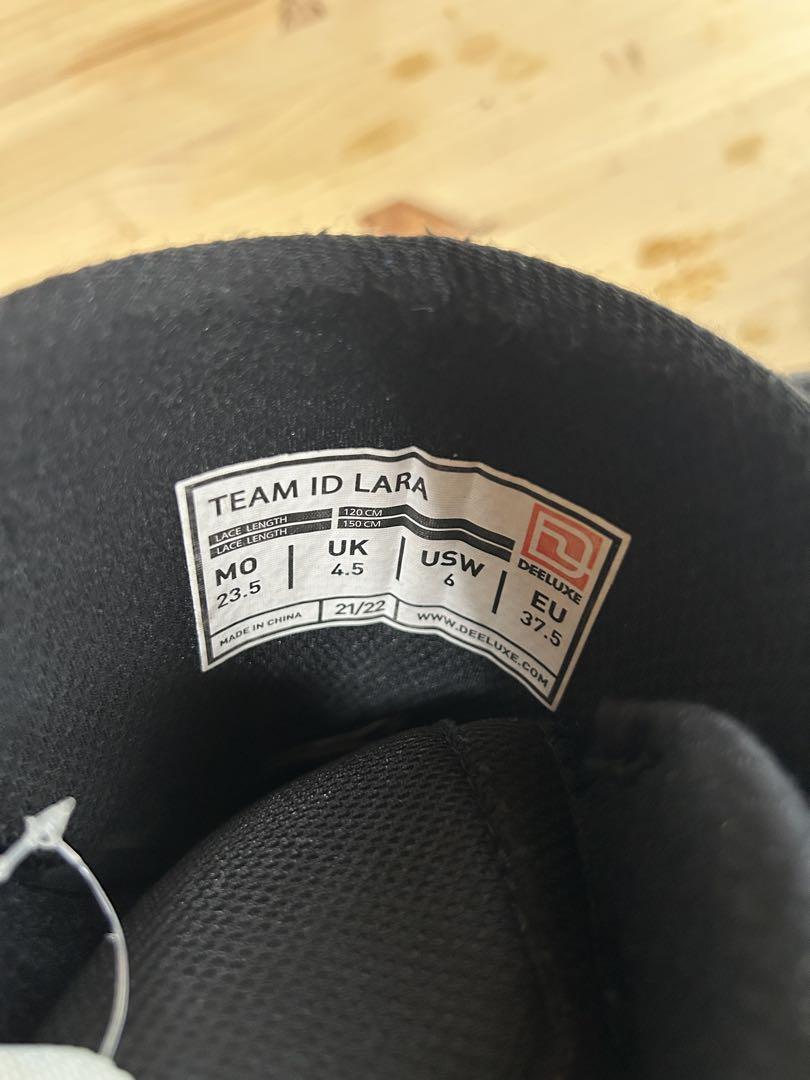 TEAM ID LARA
LACE LENGTH 120 CM
LACE LENGTH 150 CM
DEELUXE
MO UK USW EU
23.5 4.5 6 37.5
MADE IN CHINA 21/22 WWW.DEELUXE.COM